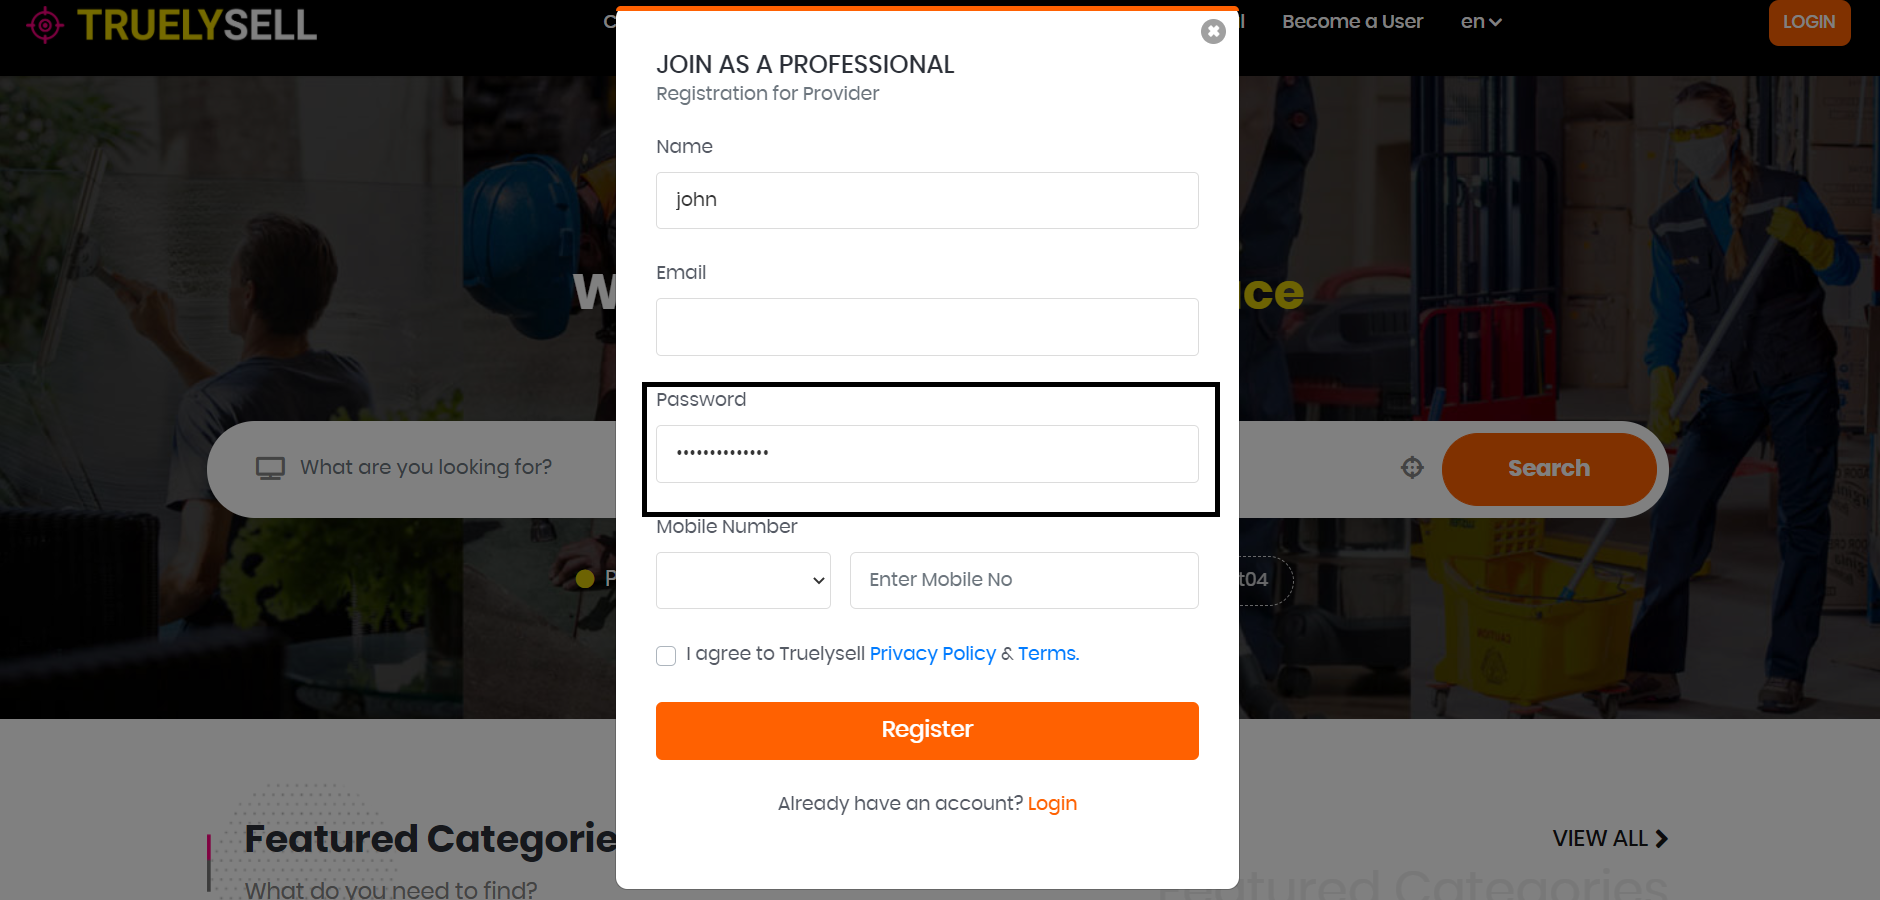 TRUELYSELL
Become a User
en
LOGIN
JOIN AS A PROFESSIONAL
Registration for Provider
Name
john
Email
Password
••••••••••••••
Mobile Number
Enter Mobile No
I agree to Truelysell Privacy Policy & Terms.
Register
Already have an account? Login
What are you looking for?
Search
t04
Featured Categorie
What do you need to find?
VIEW ALL
Featured Categories